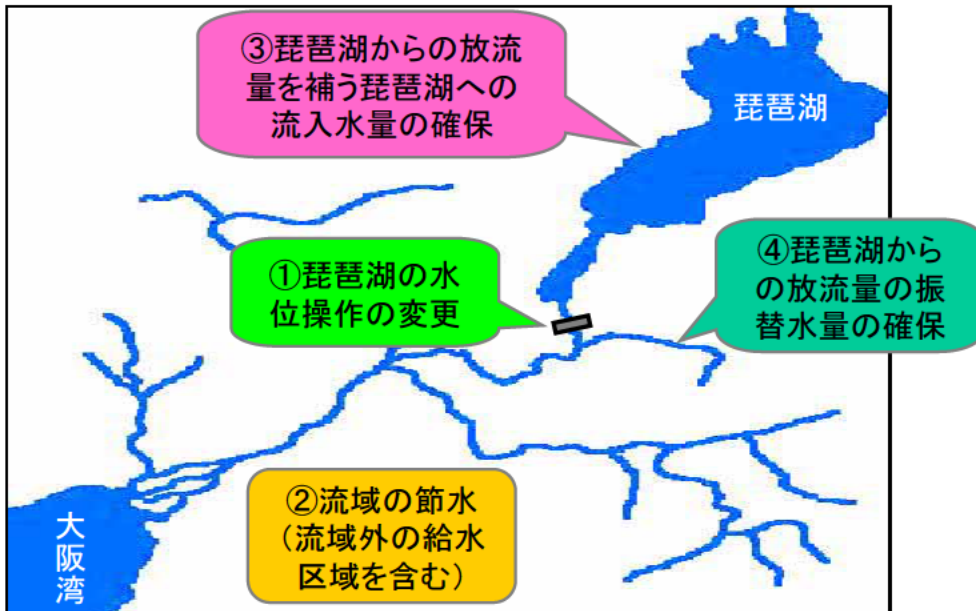 ③琵琶湖からの放流
量を補う琵琶湖への
流入水量の確保
琵琶湖
①琵琶湖の水
位操作の変更
④琵琶湖から
の放流量の振
替水量の確保
②流域の節水
（流域外の給水
区域を含む）
大
阪
湾